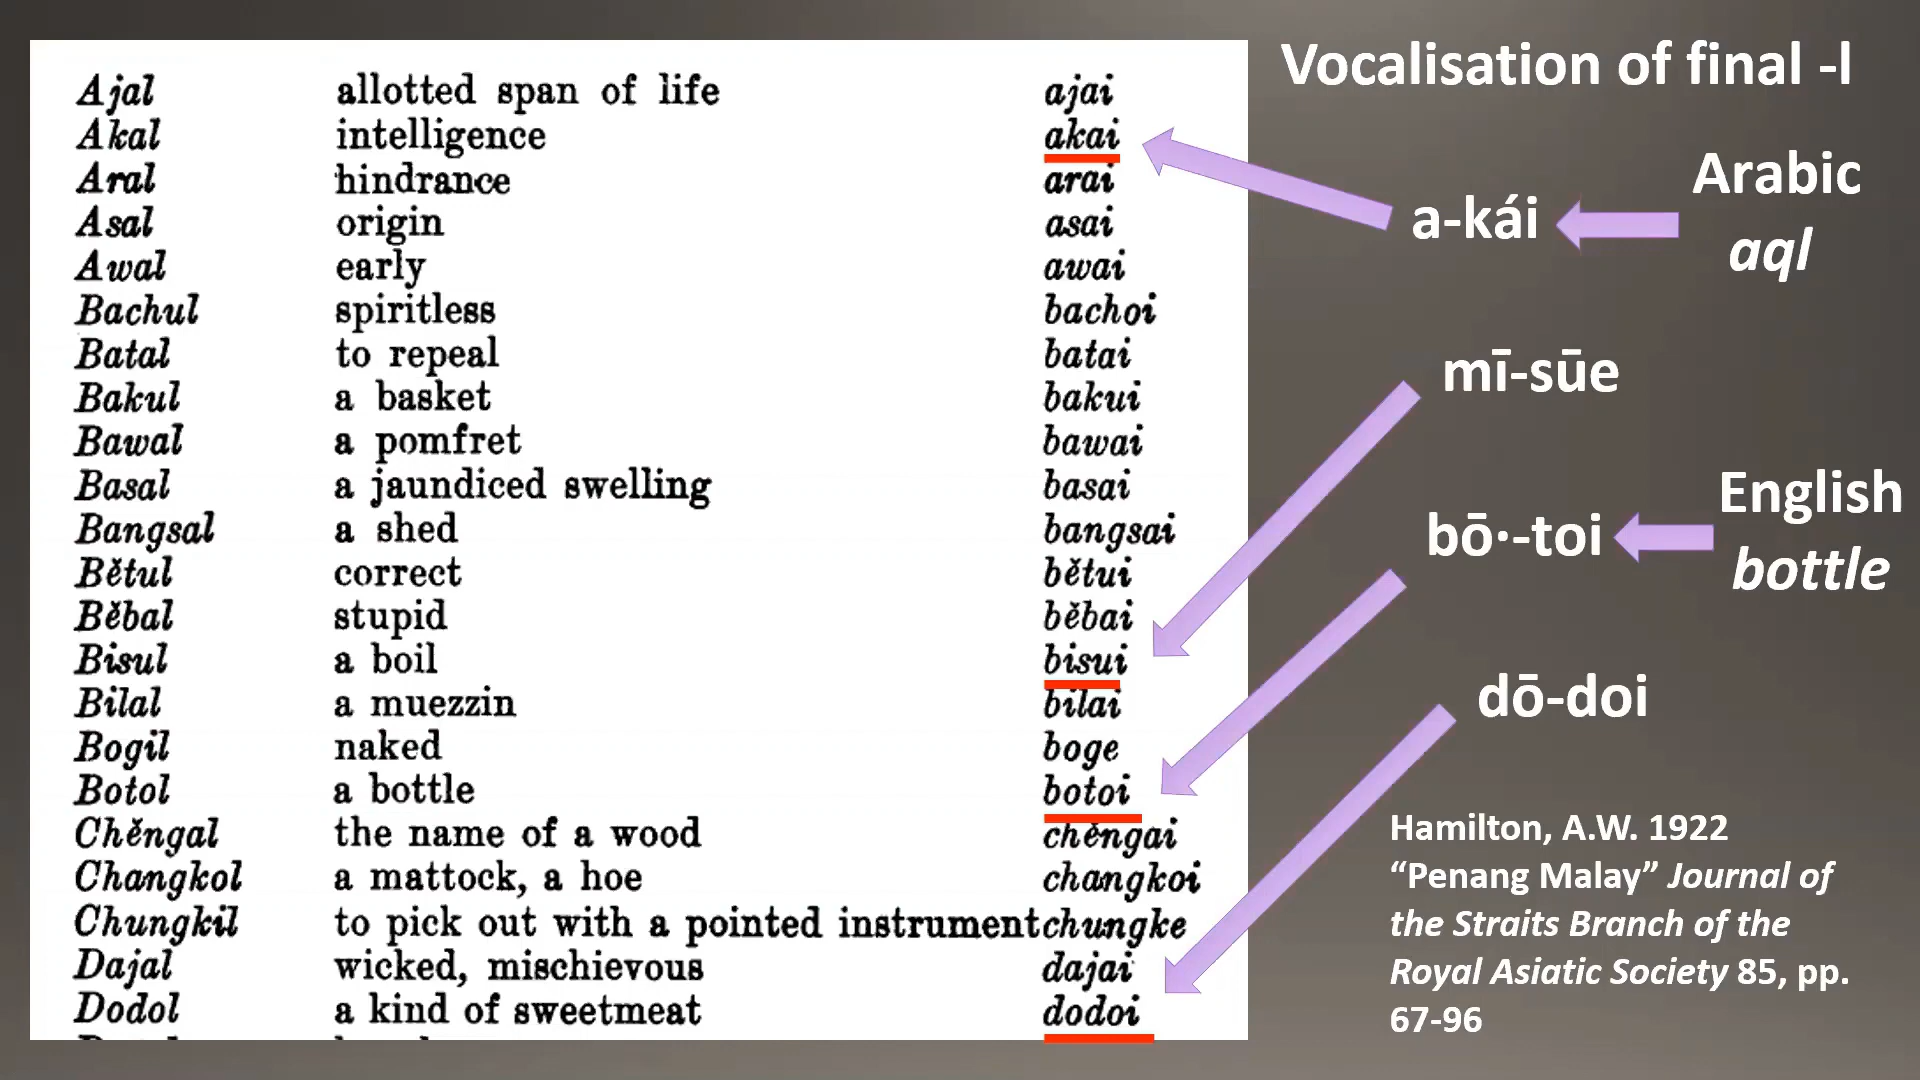 Vocalisation of final -l
Ajal allotted span of life ajai
Akal intelligence akai
Aral hindrance arai
Asal origin asai
Awal early awai
Bachul spiritless bachoi
Batal to repeal batai
Bakul a basket bakui
Bawal a pomfret bawai
Basal a jaundiced swelling basai
Bangsal a shed bangsai
Bĕtul correct bĕtui
Bĕbal stupid bĕbai
Bisul a boil bisui
Bilal a muezzin bilai
Bogil naked boge
Botol a bottle botoi
Chĕngal the name of a wood chĕngai
Changkol a mattock, a hoe changkoi
Chungkil to pick out with a pointed instrument chungke
Dajal wicked, mischievous dajai
Dodol a kind of sweetmeat dodoi
a-kái
Arabic
aql
mī-sūe
bō·-toi
English
bottle
dō-doi
Hamilton, A.W. 1922
“Penang Malay” Journal of
the Straits Branch of the
Royal Asiatic Society 85, pp.
67-96